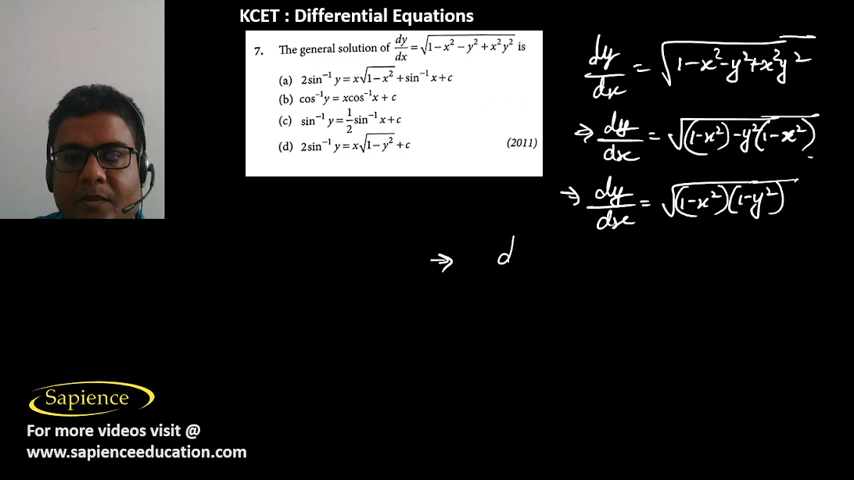 KCET : Differential Equations
7. The general solution of dy/dx = √(1−x² − y² + x²y²) is
(a) 2sin⁻¹ y = x√(1−x²) + sin⁻¹ x + c
(b) cos⁻¹y = xcos⁻¹x + c
(c) sin⁻¹ y = 1/2 sin⁻¹ x + c
(d) 2sin⁻¹ y = x√(1−y²) + c (2011)
dy/dx = √(1−x²−y²+x²y²)
⇒ dy/dx = √((1−x²)−y²(1−x²))
⇒ dy/dx = √((1−x²)(1−y²))
⇒ d
Sapience
For more videos visit @
www.sapienceeducation.com